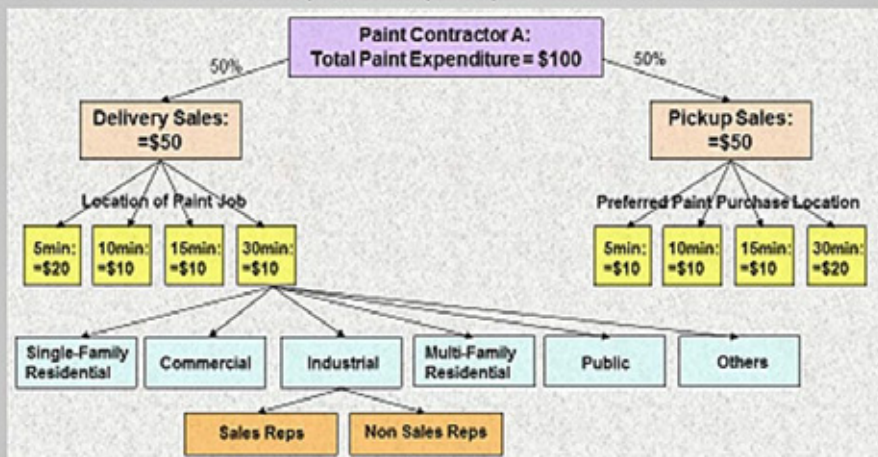 Paint Contractor A:
Total Paint Expenditure = $100
50%
50%
Delivery Sales:
=$50
Pickup Sales:
=$50
Location of Paint Job
Preferred Paint Purchase Location
5min:
=$20
10min:
=$10
15min:
=$10
30min:
=$10
5min:
=$10
10min:
=$10
15min:
=$10
30min:
=$20
Single-Family
Residential
Commercial
Industrial
Multi-Family
Residential
Public
Others
Sales Reps
Non Sales Reps